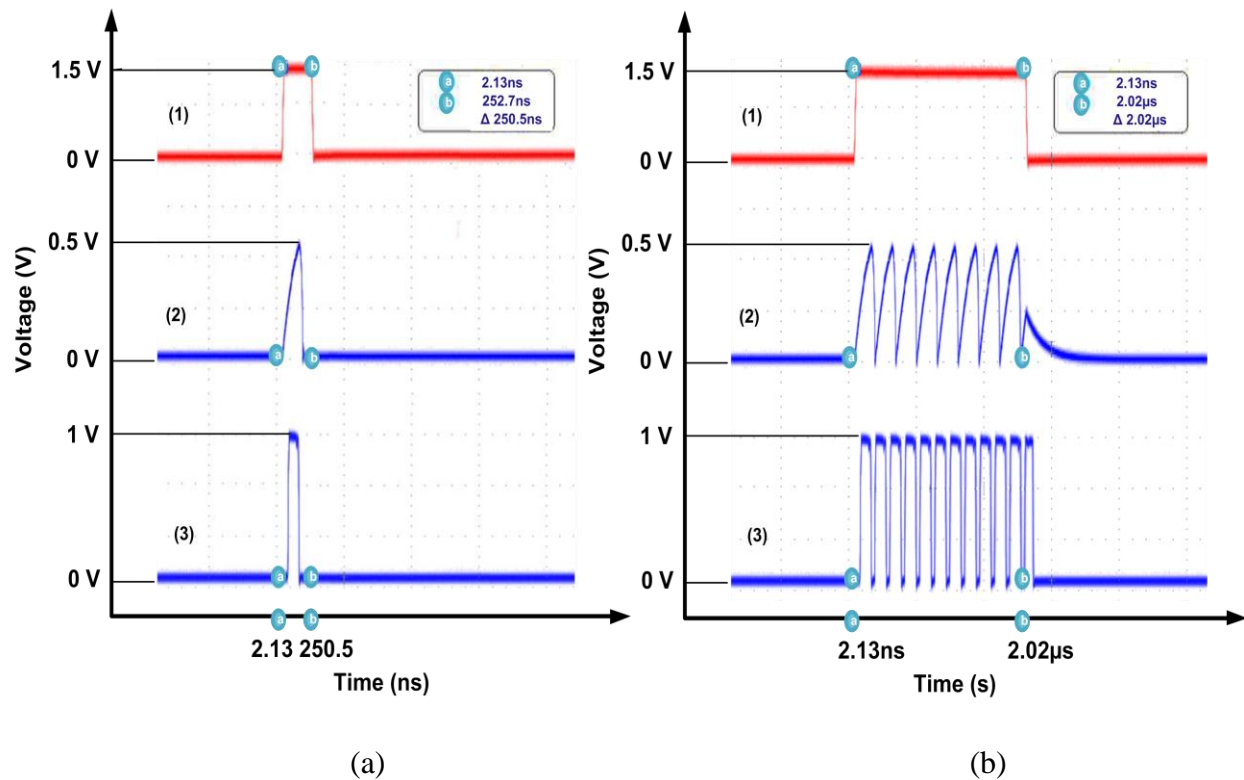 1.5 V
a
b
a 2.13ns
b 252.7ns
Δ 250.5ns
(1)
0 V
0.5 V
Voltage (V)
(2)
0 V
a
b
1 V
(3)
0 V
a
b
a
b
2.13 250.5
Time (ns)
(a)
1.5 V
a
b
a 2.13ns
b 2.02µs
Δ 2.02µs
(1)
0 V
0.5 V
Voltage (V)
(2)
0 V
a
b
1 V
(3)
0 V
a
b
a
b
2.13ns
2.02µs
Time (s)
(b)